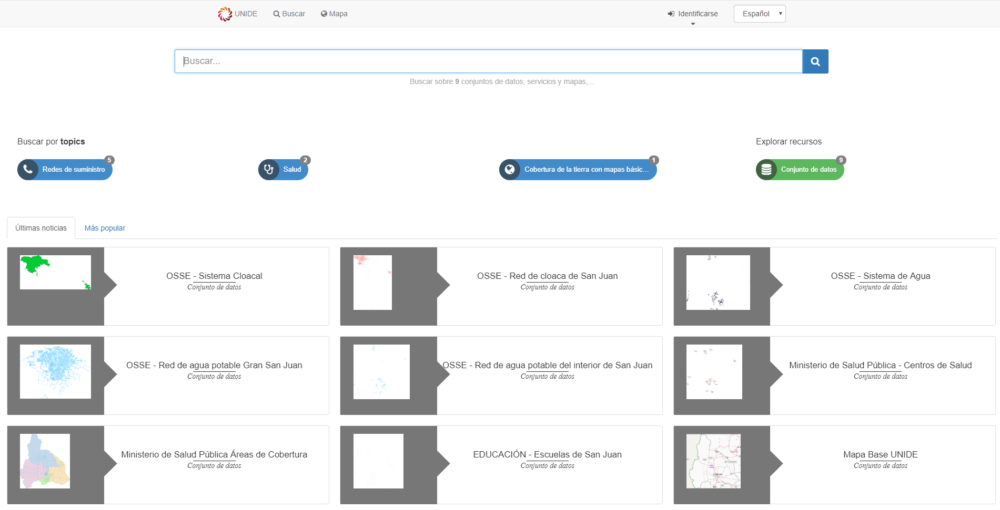 UNIDE
Buscar
Mapa
Identificarse
Español
Buscar...
Buscar sobre 9 conjuntos de datos, servicios y mapas,...
Buscar por topics
Explorar recursos
Redes de suministro
5
Salud
2
Cobertura de la tierra con mapas básic...
1
Conjunto de datos
9
Últimas noticias
Más popular
OSSE - Sistema Cloacal
Conjunto de datos
OSSE - Red de cloaca de San Juan
Conjunto de datos
OSSE - Sistema de Agua
Conjunto de datos
OSSE - Red de agua potable Gran San Juan
Conjunto de datos
OSSE - Red de agua potable del interior de San Juan
Conjunto de datos
Ministerio de Salud Pública - Centros de Salud
Conjunto de datos
Ministerio de Salud Pública Áreas de Cobertura
Conjunto de datos
EDUCACIÓN - Escuelas de San Juan
Conjunto de datos
Mapa Base UNIDE
Conjunto de datos